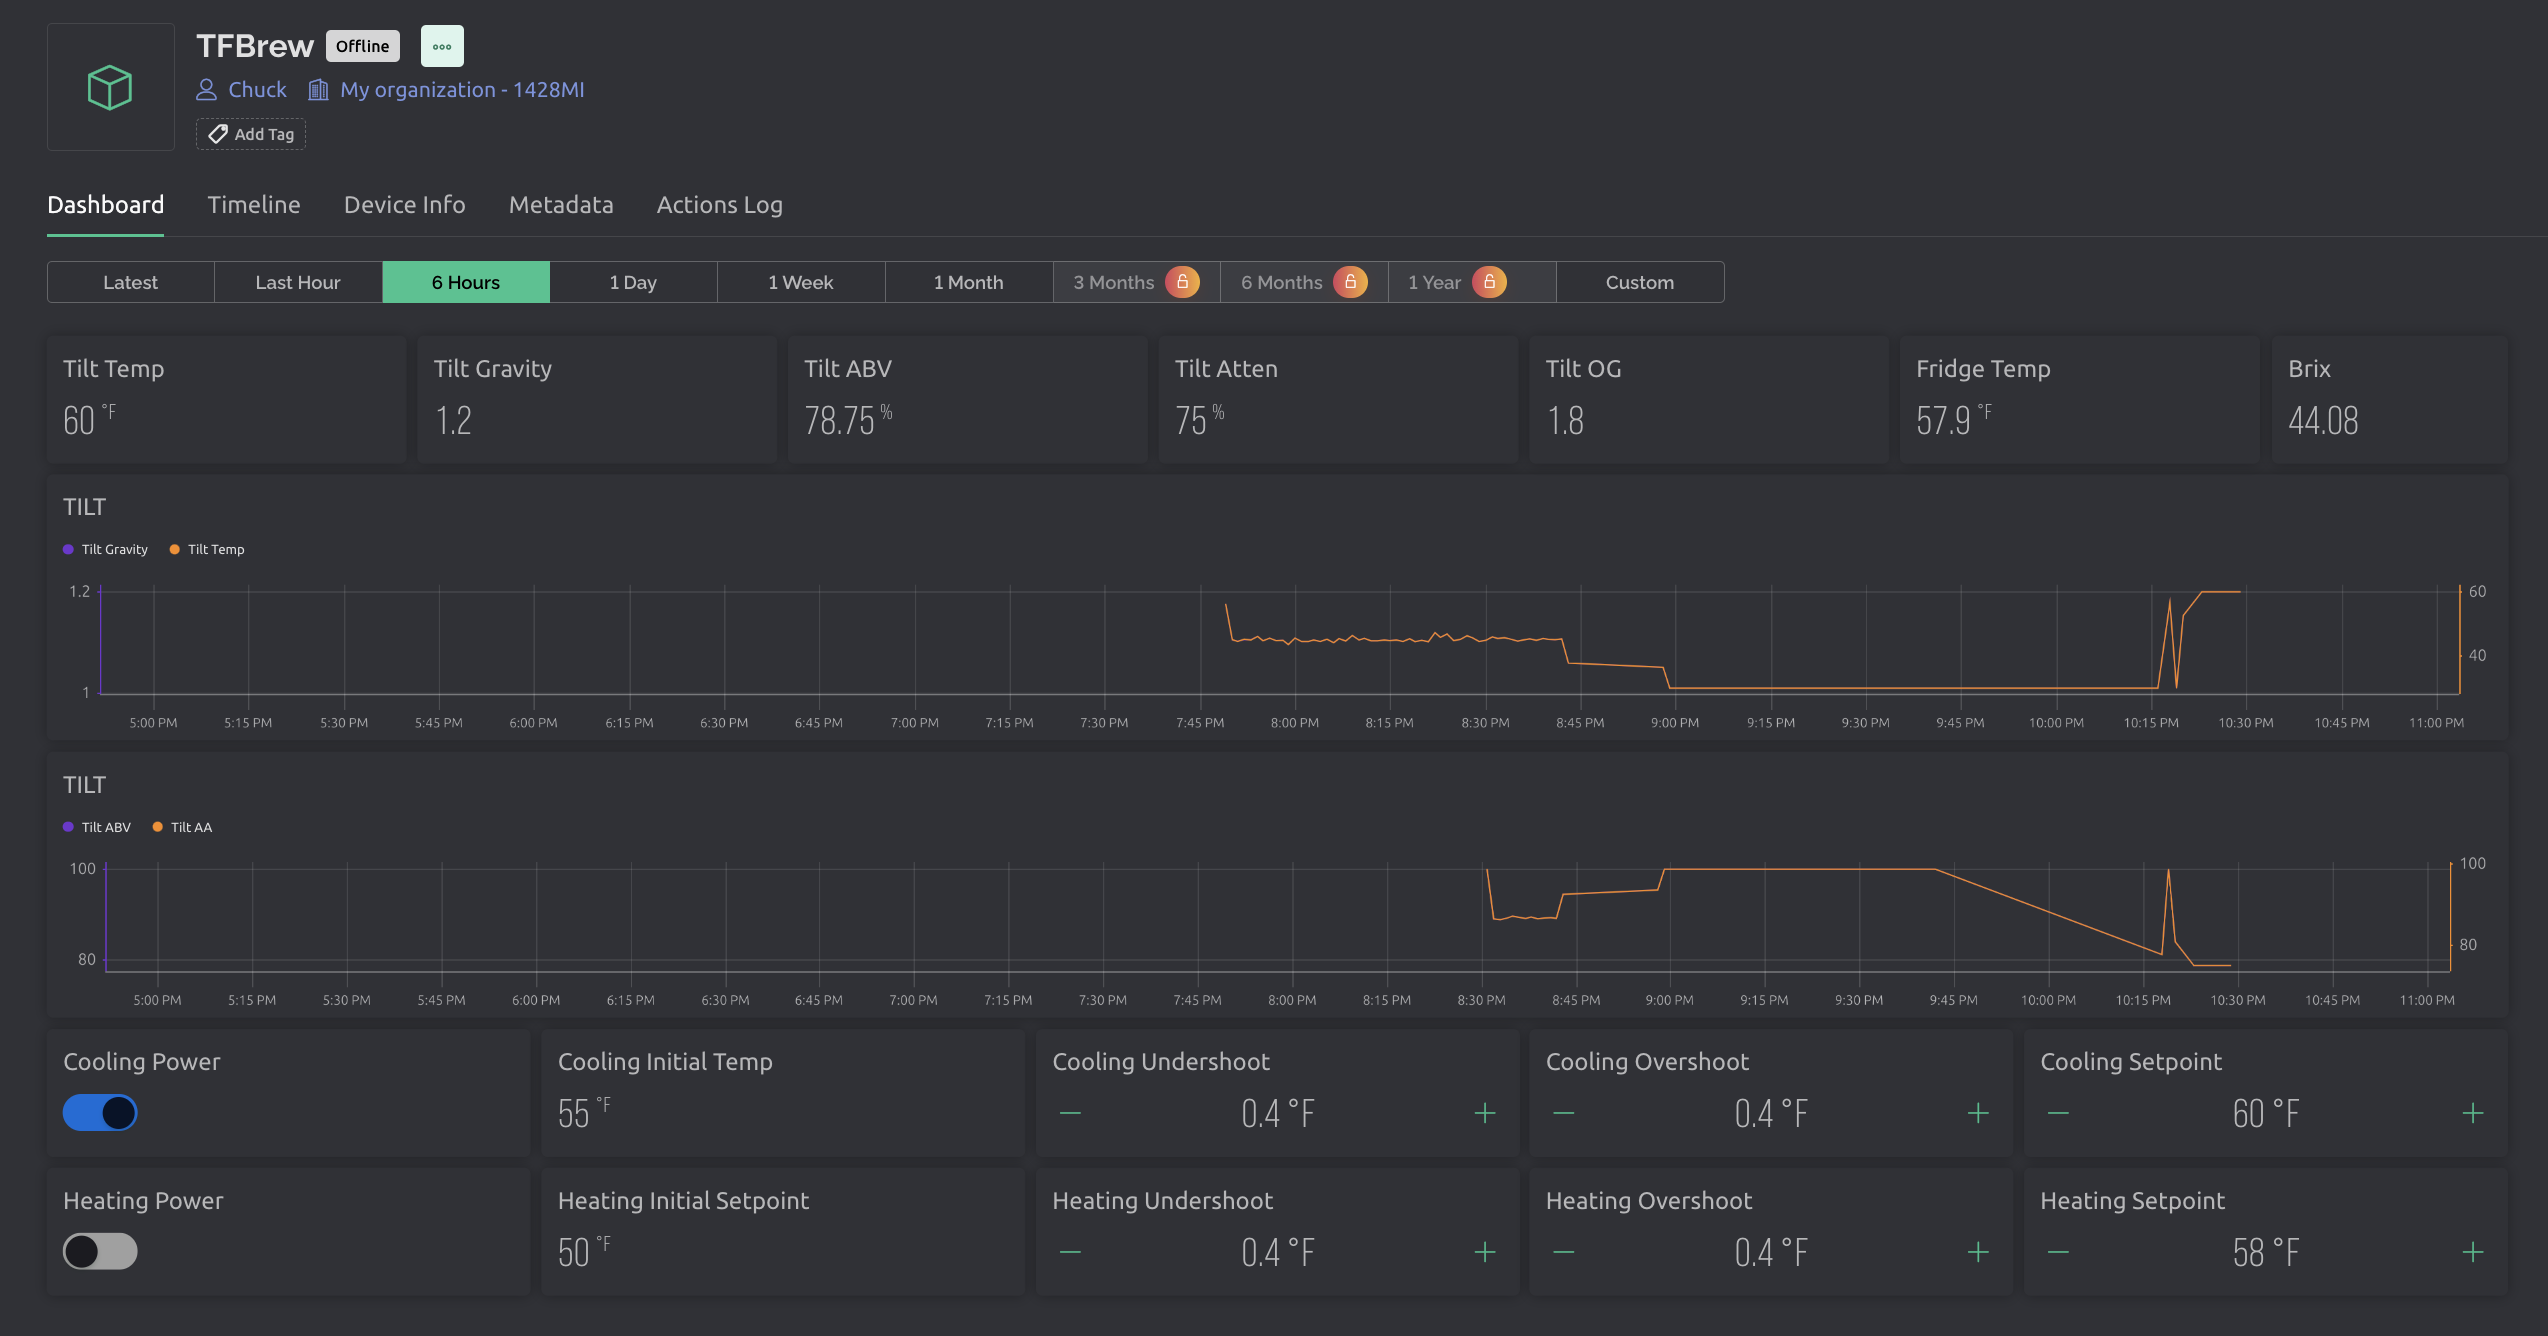 TFBrew Offline
Chuck My organization - 1428MI
Add Tag
Dashboard Timeline Device Info Metadata Actions Log
Latest Last Hour 6 Hours 1 Day 1 Week 1 Month 3 Months 6 Months 1 Year Custom
Tilt Temp
60 °F
Tilt Gravity
1.2
Tilt ABV
78.75 %
Tilt Atten
75 %
Tilt OG
1.8
Fridge Temp
57.9 °F
Brix
44.08
TILT
Tilt Gravity Tilt Temp
1.2 60
40
1
5:00 PM 5:15 PM 5:30 PM 5:45 PM 6:00 PM 6:15 PM 6:30 PM 6:45 PM 7:00 PM 7:15 PM 7:30 PM 7:45 PM 8:00 PM 8:15 PM 8:30 PM 8:45 PM 9:00 PM 9:15 PM 9:30 PM 9:45 PM 10:00 PM 10:15 PM 10:30 PM 10:45 PM 11:00 PM
TILT
Tilt ABV Tilt AA
100 100
80 80
5:00 PM 5:15 PM 5:30 PM 5:45 PM 6:00 PM 6:15 PM 6:30 PM 6:45 PM 7:00 PM 7:15 PM 7:30 PM 7:45 PM 8:00 PM 8:15 PM 8:30 PM 8:45 PM 9:00 PM 9:15 PM 9:30 PM 9:45 PM 10:00 PM 10:15 PM 10:30 PM 10:45 PM 11:00 PM
Cooling Power
Cooling Initial Temp
55 °F
Cooling Undershoot
— 0.4 °F +
Cooling Overshoot
— 0.4 °F +
Cooling Setpoint
— 60 °F +
Heating Power
Heating Initial Setpoint
50 °F
Heating Undershoot
— 0.4 °F +
Heating Overshoot
— 0.4 °F +
Heating Setpoint
— 58 °F +